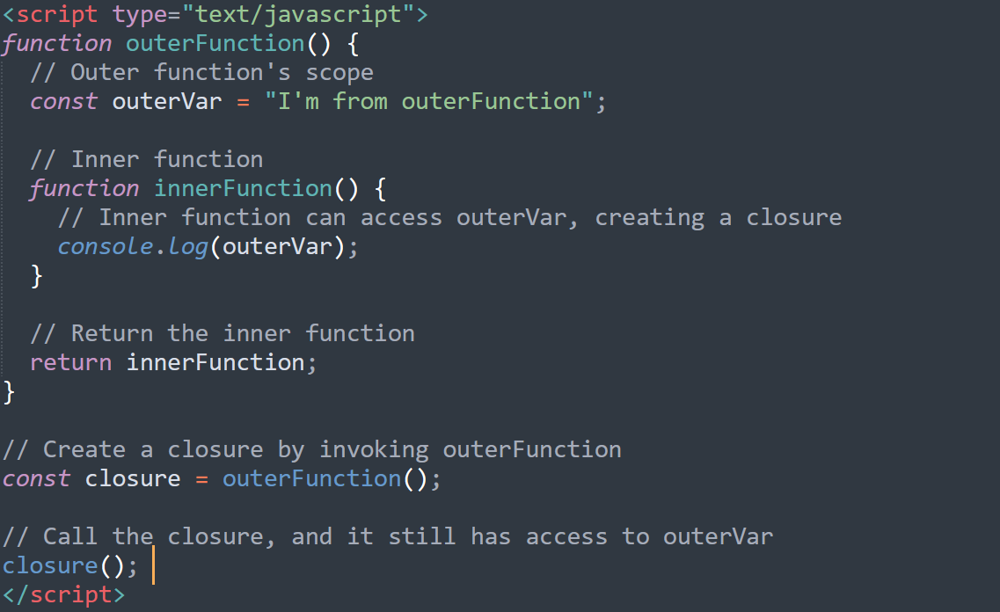 <script type="text/javascript">
function outerFunction() {
  // Outer function's scope
  const outerVar = "I'm from outerFunction";

  // Inner function
  function innerFunction() {
    // Inner function can access outerVar, creating a closure
    console.log(outerVar);
  }

  // Return the inner function
  return innerFunction;
}

// Create a closure by invoking outerFunction
const closure = outerFunction();

// Call the closure, and it still has access to outerVar
closure();
</script>